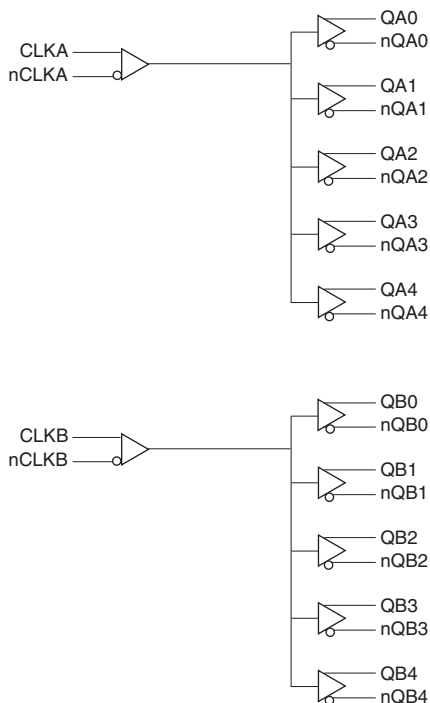 CLKA
nCLKA
QA0
nQA0
QA1
nQA1
QA2
nQA2
QA3
nQA3
QA4
nQA4
CLKB
nCLKB
QB0
nQB0
QB1
nQB1
QB2
nQB2
QB3
nQB3
QB4
nQB4